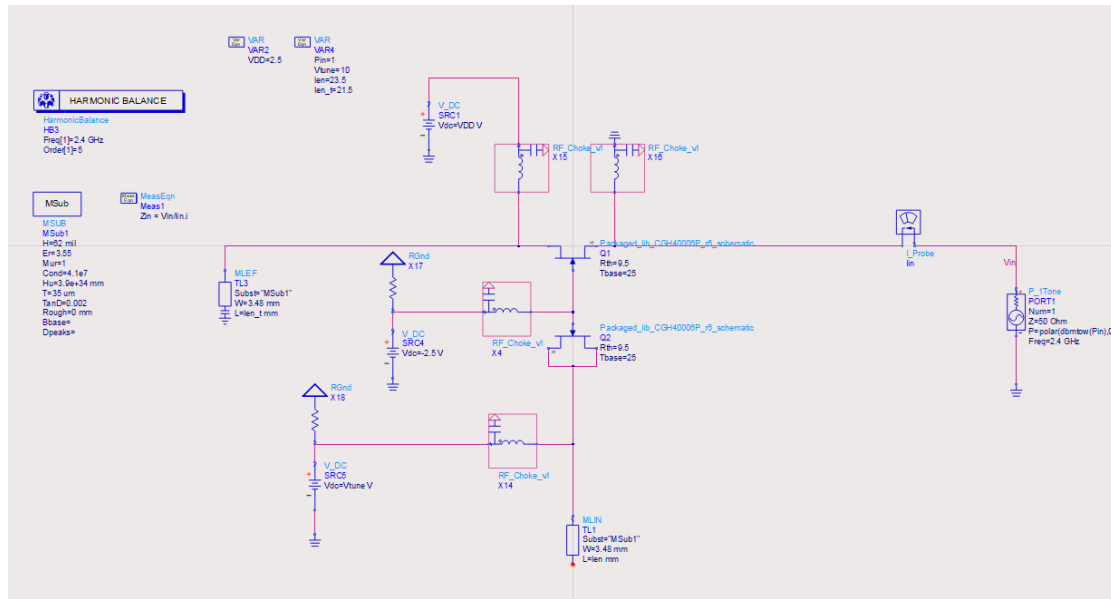 VAR
VAR2
VDD=2.5
VAR
VAR4
Pin=1
Vtune=10
len=23.5
len_t=21.5
HARMONIC BALANCE
HarmonicBalance
HB3
Freq[1]=2.4 GHz
Order[1]=5
V_DC
SRC1
Vdc=VDD V
RF_Choke_vl
X15
RF_Choke_vl
X16
MSub
MSUB
MSub1
H=62 mil
Er=3.55
Mur=1
Cond=4.1e7
Hu=3.9e+34 mm
T=35 um
TanD=0.002
Rough=0 mm
Bbase=
Dpeaks=
MeasEqn
Meas1
Zin = Vin/Iin.i
Packaged_lib_CGH40006P_r6_schematic
Q1
Rth=9.5
Tbase=25
I_Probe
Iin
Vin
RGnd
X17
MLEF
TL3
Subst="MSub1"
W=3.48 mm
L=len_t mm
P_1Tone
PORT1
Num=1
Z=50 Ohm
P=polar(dbmtow(Pin),0
Freq=2.4 GHz
V_DC
SRC4
Vdc=-2.5 V
RF_Choke_vl
X4
Packaged_lib_CGH40006P_r6_schematic
Q2
Rth=9.5
Tbase=25
RGnd
X18
V_DC
SRC5
Vdc=Vtune V
RF_Choke_vl
X14
MLIN
TL1
Subst="MSub1"
W=3.48 mm
L=len mm